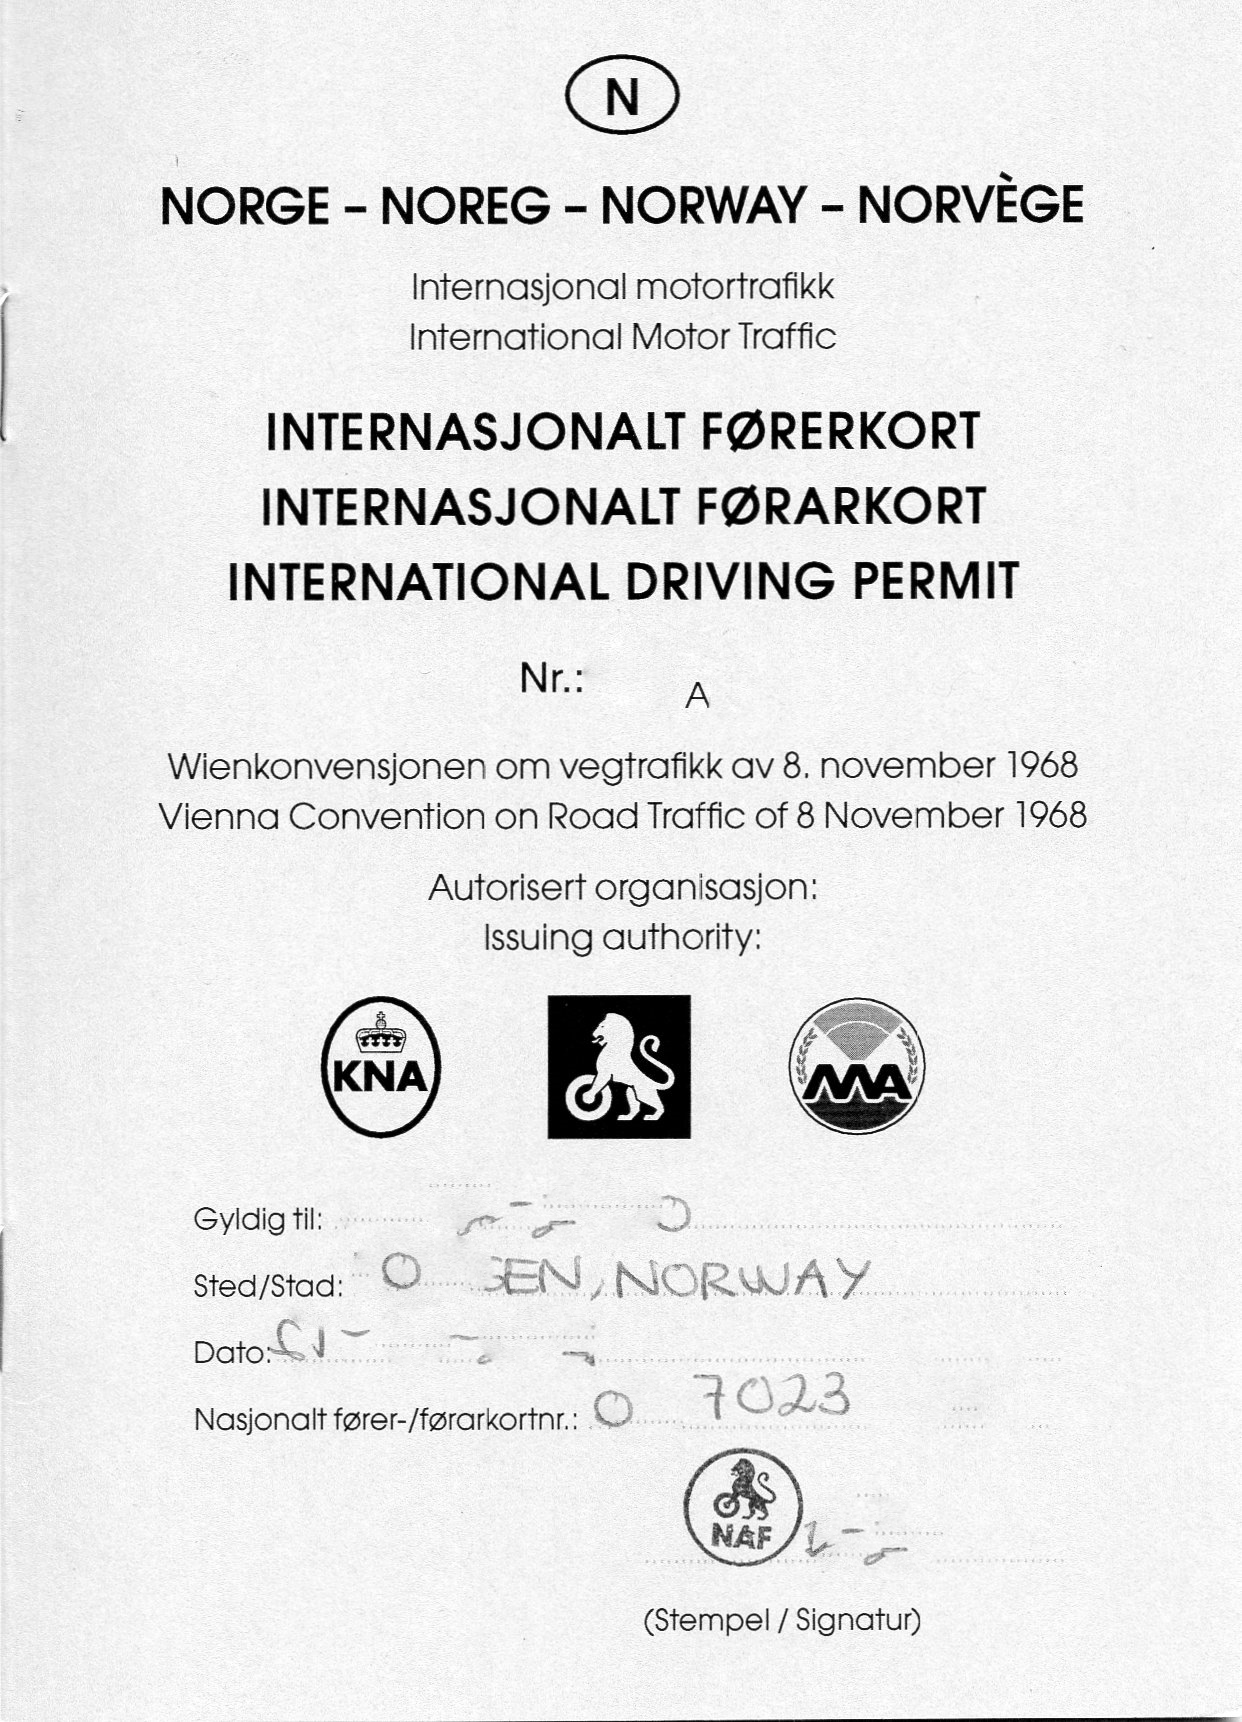 N
NORGE – NOREG – NORWAY – NORVÈGE
Internasjonal motortrafikk
International Motor Traffic
INTERNASJONALT FØRERKORT
INTERNASJONALT FØRARKORT
INTERNATIONAL DRIVING PERMIT
Nr.: A
Wienkonvensjonen om vegtrafikk av 8. november 1968
Vienna Convention on Road Traffic of 8 November 1968
Autorisert organisasjon:
Issuing authority:
KNA MA
Gyldig til:
Sted/Stad: NORWAY
Dato:
Nasjonalt fører-/førarkortnr.: 7023
NAF
(Stempel / Signatur)